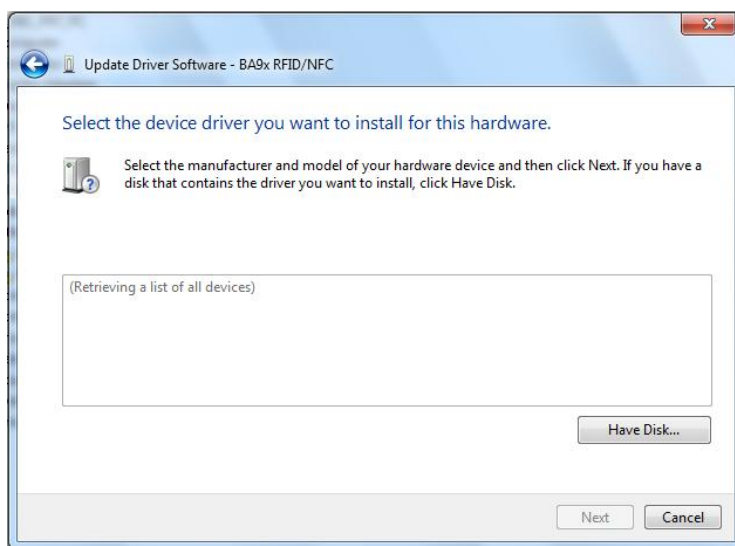 Update Driver Software - BA9x RFID/NFC
Select the device driver you want to install for this hardware.
Select the manufacturer and model of your hardware device and then click Next. If you have a
disk that contains the driver you want to install, click Have Disk.
(Retrieving a list of all devices)
Have Disk...
Next
Cancel